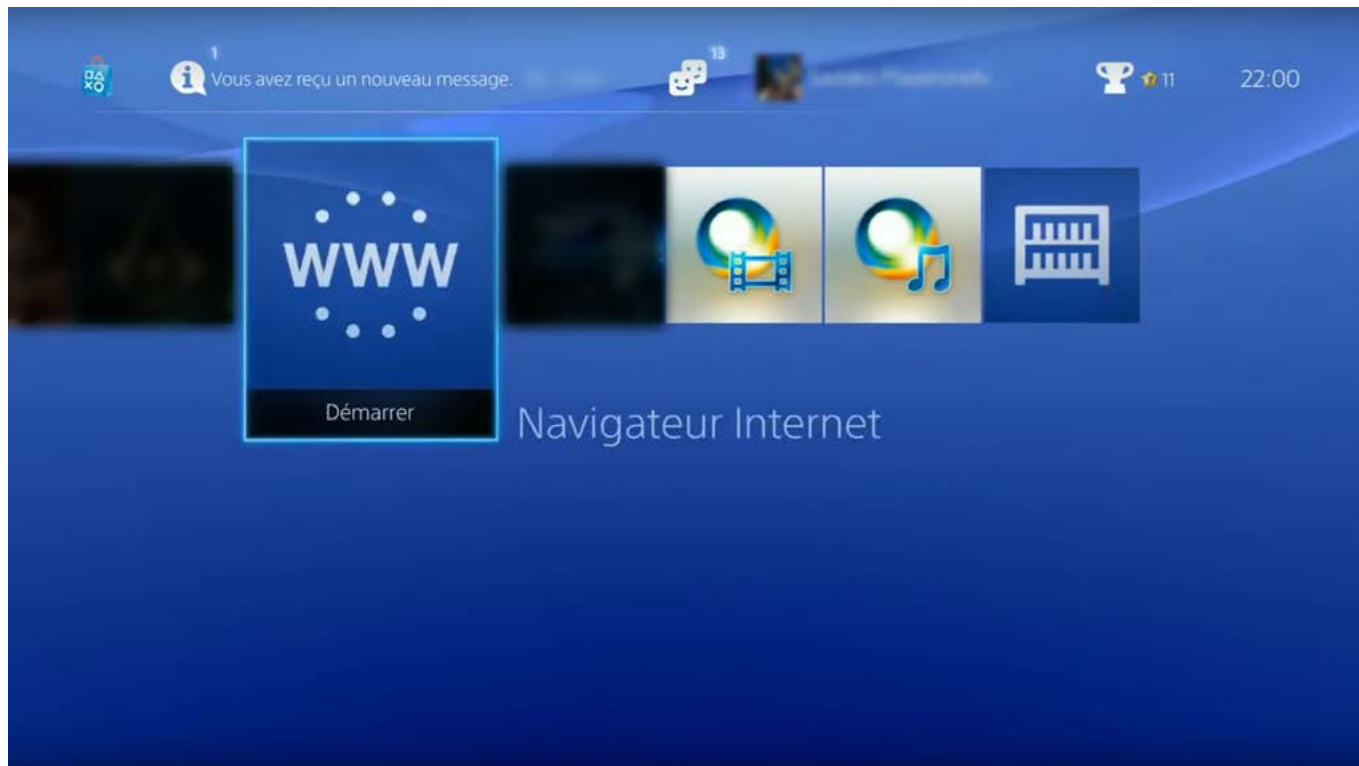 1
Vous avez reçu un nouveau message.
13
11
22:00
WWW
Démarrer
Navigateur Internet